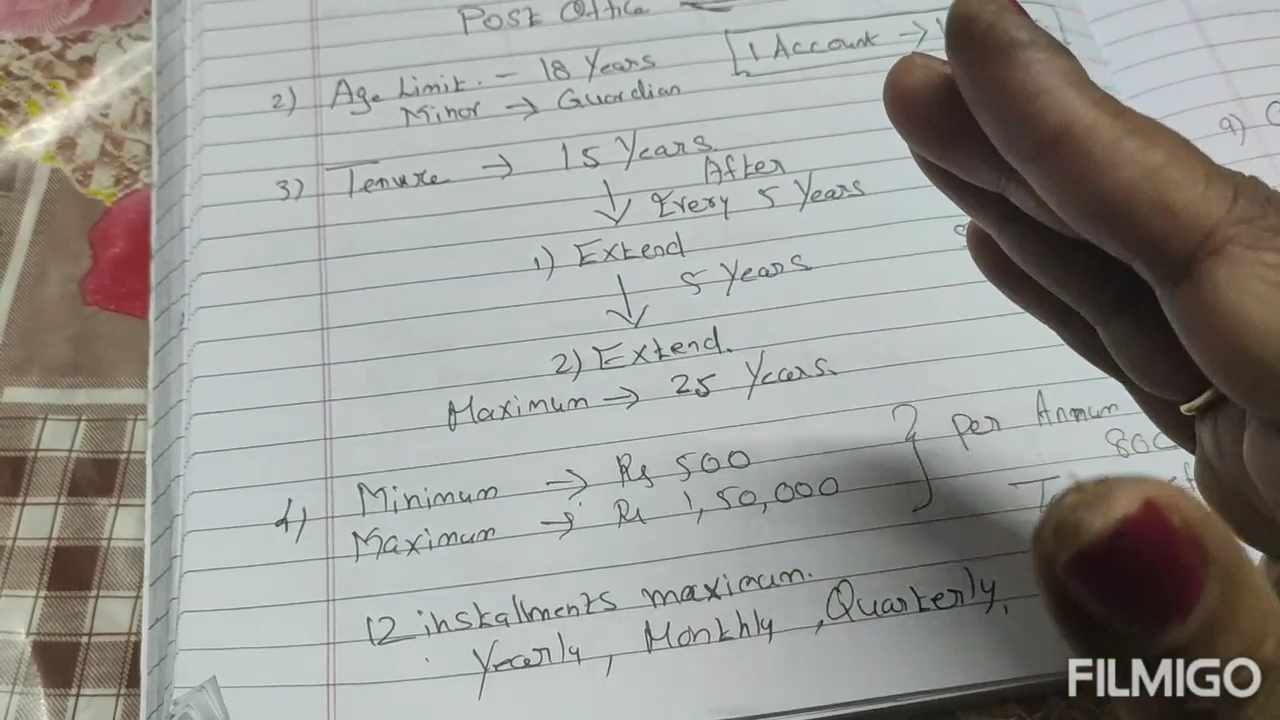 Post Office
2) Age Limit. - 18 Years [1 Account →
Minor → Guardian
3) Tenure → 15 Years.
After
Every 5 Years
1) Extend
5 Years
2) Extend.
Maximum → 25 Years.
4) Minimum → Rs 500
Maximum → Rs 1,50,000
} per Annum
80C
12 installments maximum.
Yearly, Monthly, Quarterly.
9)
FILMIGO